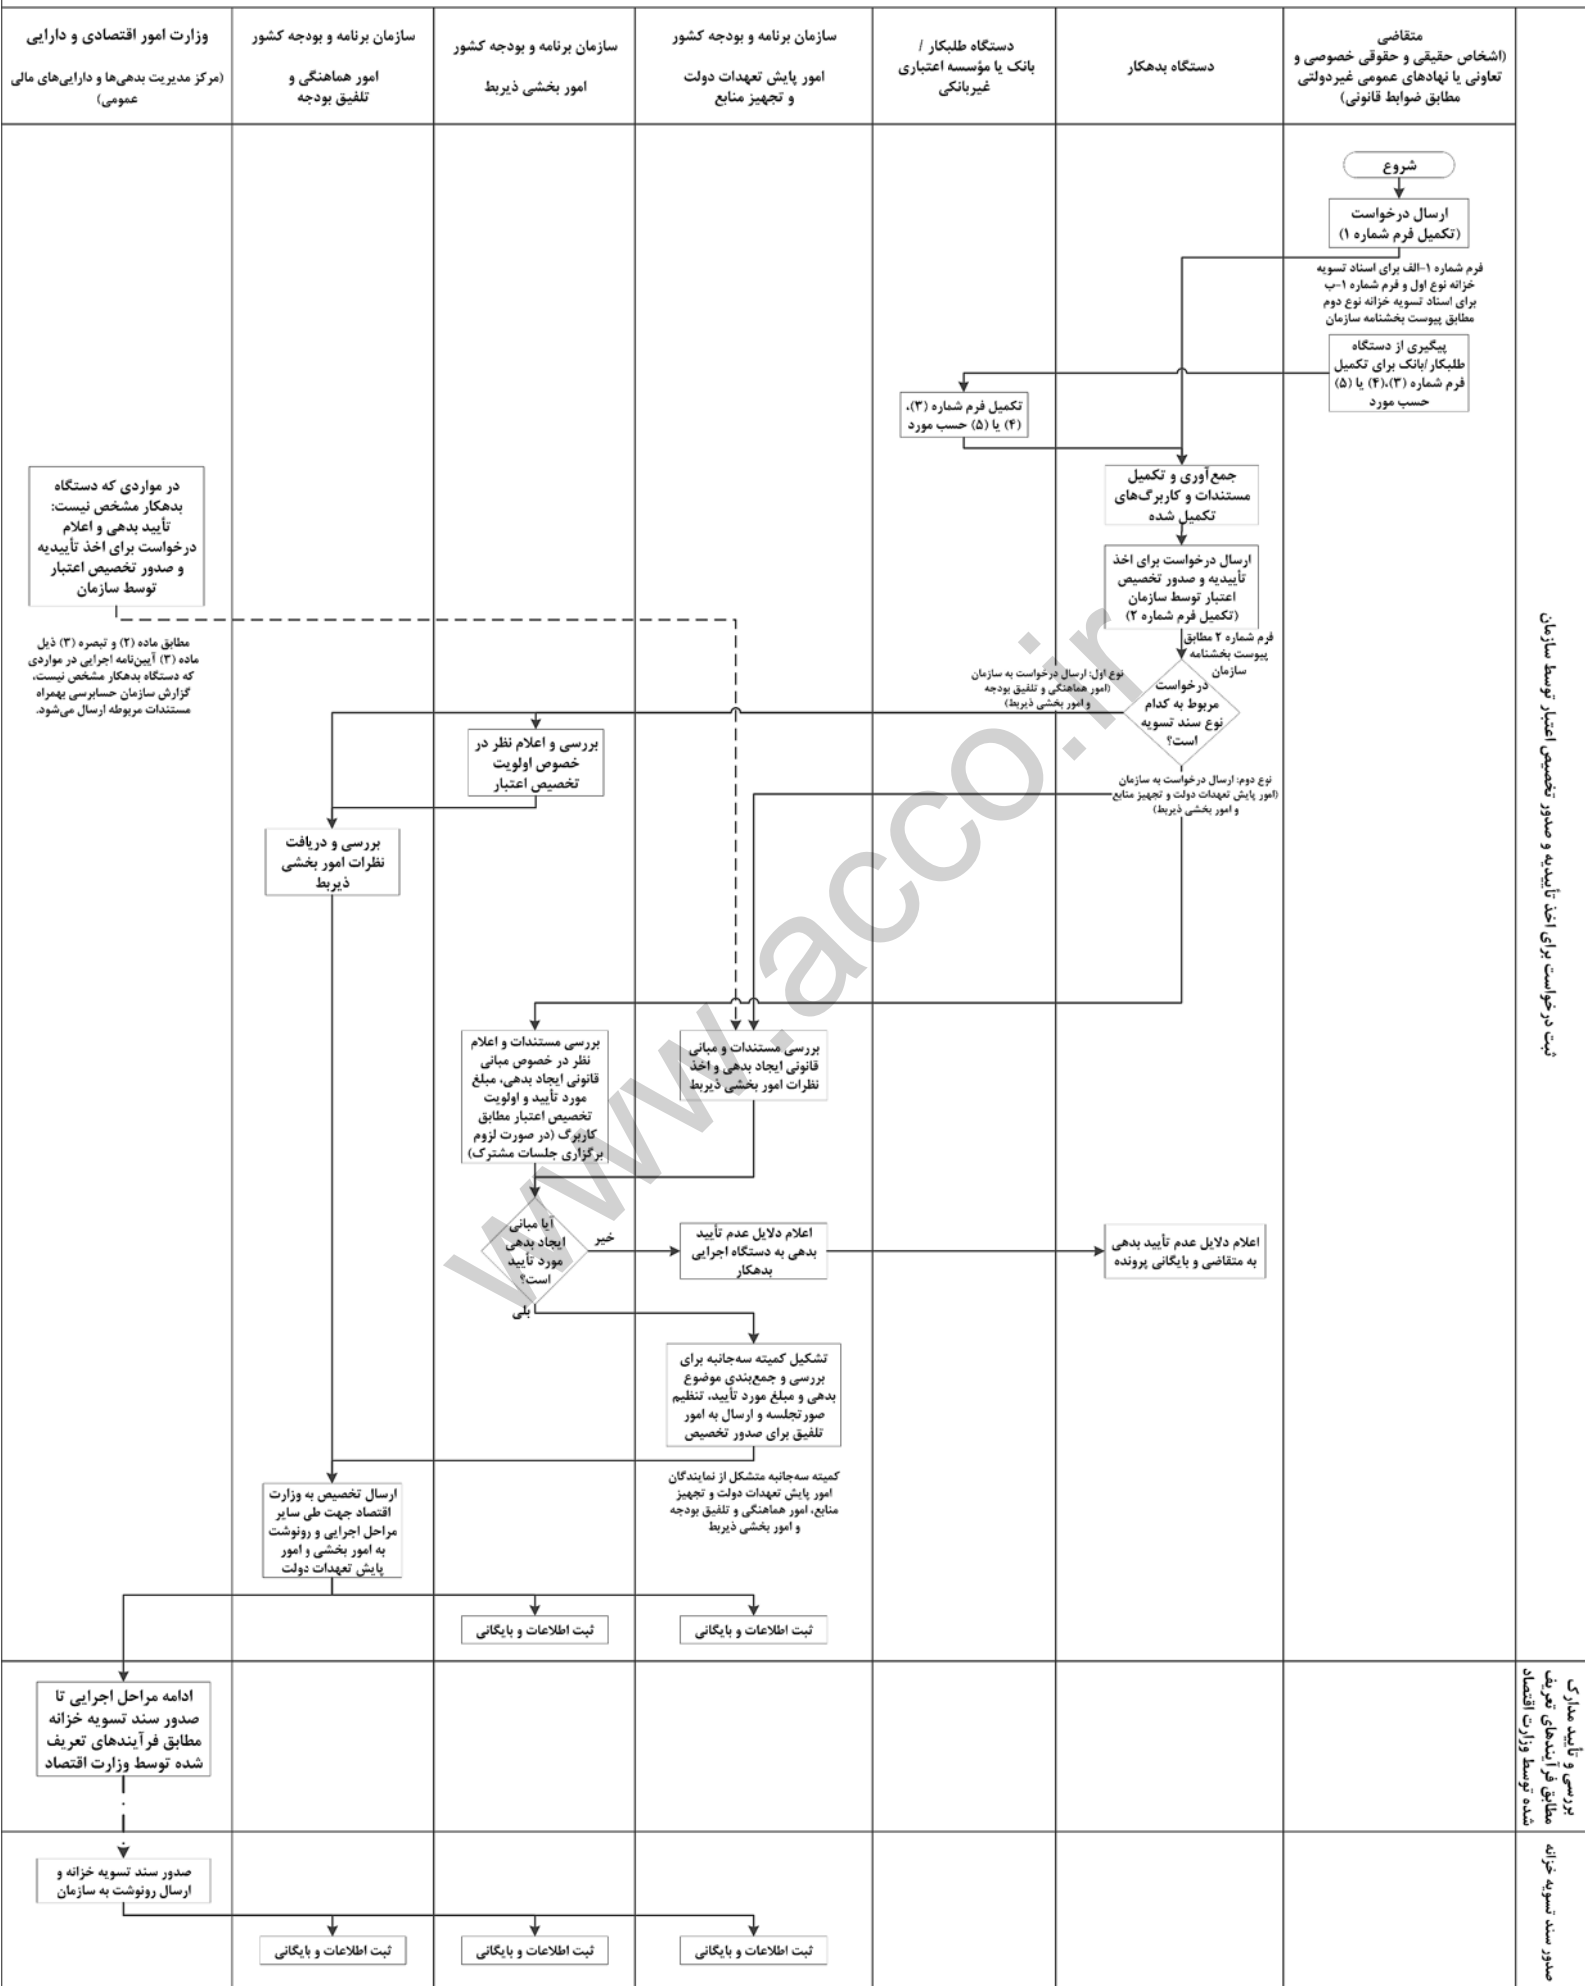 متقاضی
(اشخاص حقیقی و حقوقی خصوصی و
تعاونی یا نهادهای عمومی غیردولتی
مطابق ضوابط قانونی)
دستگاه بدهکار
دستگاه طلبکار /
بانک یا مؤسسه اعتباری
غیربانکی
سازمان برنامه و بودجه کشور
امور پایش تعهدات دولت
و تجهیز منابع
سازمان برنامه و بودجه کشور
امور بخشی ذیربط
سازمان برنامه و بودجه کشور
امور هماهنگی و
تلفیق بودجه
وزارت امور اقتصادی و دارایی
(مرکز مدیریت بدهی‌ها و دارایی‌های مالی
عمومی)
ثبت درخواست برای اخذ تأییدیه و صدور تخصیص اعتبار توسط سازمان
شروع
ارسال درخواست
(تکمیل فرم شماره ۱)
فرم شماره ۱-الف برای اسناد تسویه
خزانه نوع اول و فرم شماره ۱-ب
برای اسناد تسویه خزانه نوع دوم
مطابق پیوست بخشنامه سازمان
پیگیری از دستگاه
طلبکار/بانک برای تکمیل
فرم شماره (۳)،(۴) یا (۵)
حسب مورد
تکمیل فرم شماره (۳)،
(۴) یا (۵) حسب مورد
جمع‌آوری و تکمیل
مستندات و کاربرگ‌های
تکمیل شده
ارسال درخواست برای اخذ
تأییدیه و صدور تخصیص
اعتبار توسط سازمان
(تکمیل فرم شماره ۲)
فرم شماره ۲ مطابق
پیوست بخشنامه
سازمان
درخواست
مربوط به کدام
نوع سند تسویه
است؟
نوع اول: ارسال درخواست به سازمان
(امور هماهنگی و تلفیق بودجه
و امور بخشی ذیربط)
نوع دوم: ارسال درخواست به سازمان
(امور پایش تعهدات دولت و تجهیز منابع
و امور بخشی ذیربط)
در مواردی که دستگاه
بدهکار مشخص نیست:
تأیید بدهی و اعلام
درخواست برای اخذ تأییدیه
و صدور تخصیص اعتبار
توسط سازمان
مطابق ماده (۲) و تبصره (۳) ذیل
ماده (۳) آیین‌نامه اجرایی در مواردی
که دستگاه بدهکار مشخص نیست،
گزارش سازمان حسابرسی بهمراه
مستندات مربوطه ارسال می‌شود.
بررسی و اعلام نظر در
خصوص اولویت
تخصیص اعتبار
بررسی و دریافت
نظرات امور بخشی
ذیربط
بررسی مستندات و مبانی
قانونی ایجاد بدهی و اخذ
نظرات امور بخشی ذیربط
بررسی مستندات و اعلام
نظر در خصوص مبانی
قانونی ایجاد بدهی، مبلغ
مورد تأیید و اولویت
تخصیص اعتبار مطابق
کاربرگ (در صورت لزوم
برگزاری جلسات مشترک)
آیا مبانی
ایجاد بدهی
مورد تأیید
است؟
خیر
بلی
اعلام دلایل عدم تأیید
بدهی به دستگاه اجرایی
بدهکار
اعلام دلایل عدم تأیید بدهی
به متقاضی و بایگانی پرونده
تشکیل کمیته سه‌جانبه برای
بررسی و جمع‌بندی موضوع
بدهی و مبلغ مورد تأیید، تنظیم
صورتجلسه و ارسال به امور
تلفیق برای صدور تخصیص
کمیته سه‌جانبه متشکل از نمایندگان
امور پایش تعهدات دولت و تجهیز
منابع، امور هماهنگی و تلفیق بودجه
و امور بخشی ذیربط
ارسال تخصیص به وزارت
اقتصاد جهت طی سایر
مراحل اجرایی و رونوشت
به امور بخشی و امور
پایش تعهدات دولت
ثبت اطلاعات و بایگانی
ثبت اطلاعات و بایگانی
بررسی و تأیید مدارک
مطابق فرآیندهای تعریف
شده توسط وزارت اقتصاد
ادامه مراحل اجرایی تا
صدور سند تسویه خزانه
مطابق فرآیندهای تعریف
شده توسط وزارت اقتصاد
صدور سند تسویه خزانه
صدور سند تسویه خزانه و
ارسال رونوشت به سازمان
ثبت اطلاعات و بایگانی
ثبت اطلاعات و بایگانی
ثبت اطلاعات و بایگانی
www.acco.ir